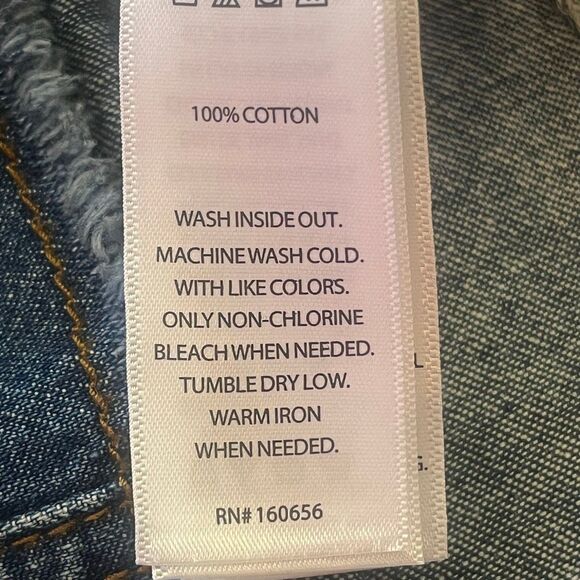 100% COTTON
WASH INSIDE OUT.
MACHINE WASH COLD.
WITH LIKE COLORS.
ONLY NON-CHLORINE
BLEACH WHEN NEEDED.
TUMBLE DRY LOW.
WARM IRON
WHEN NEEDED.
RN# 160656